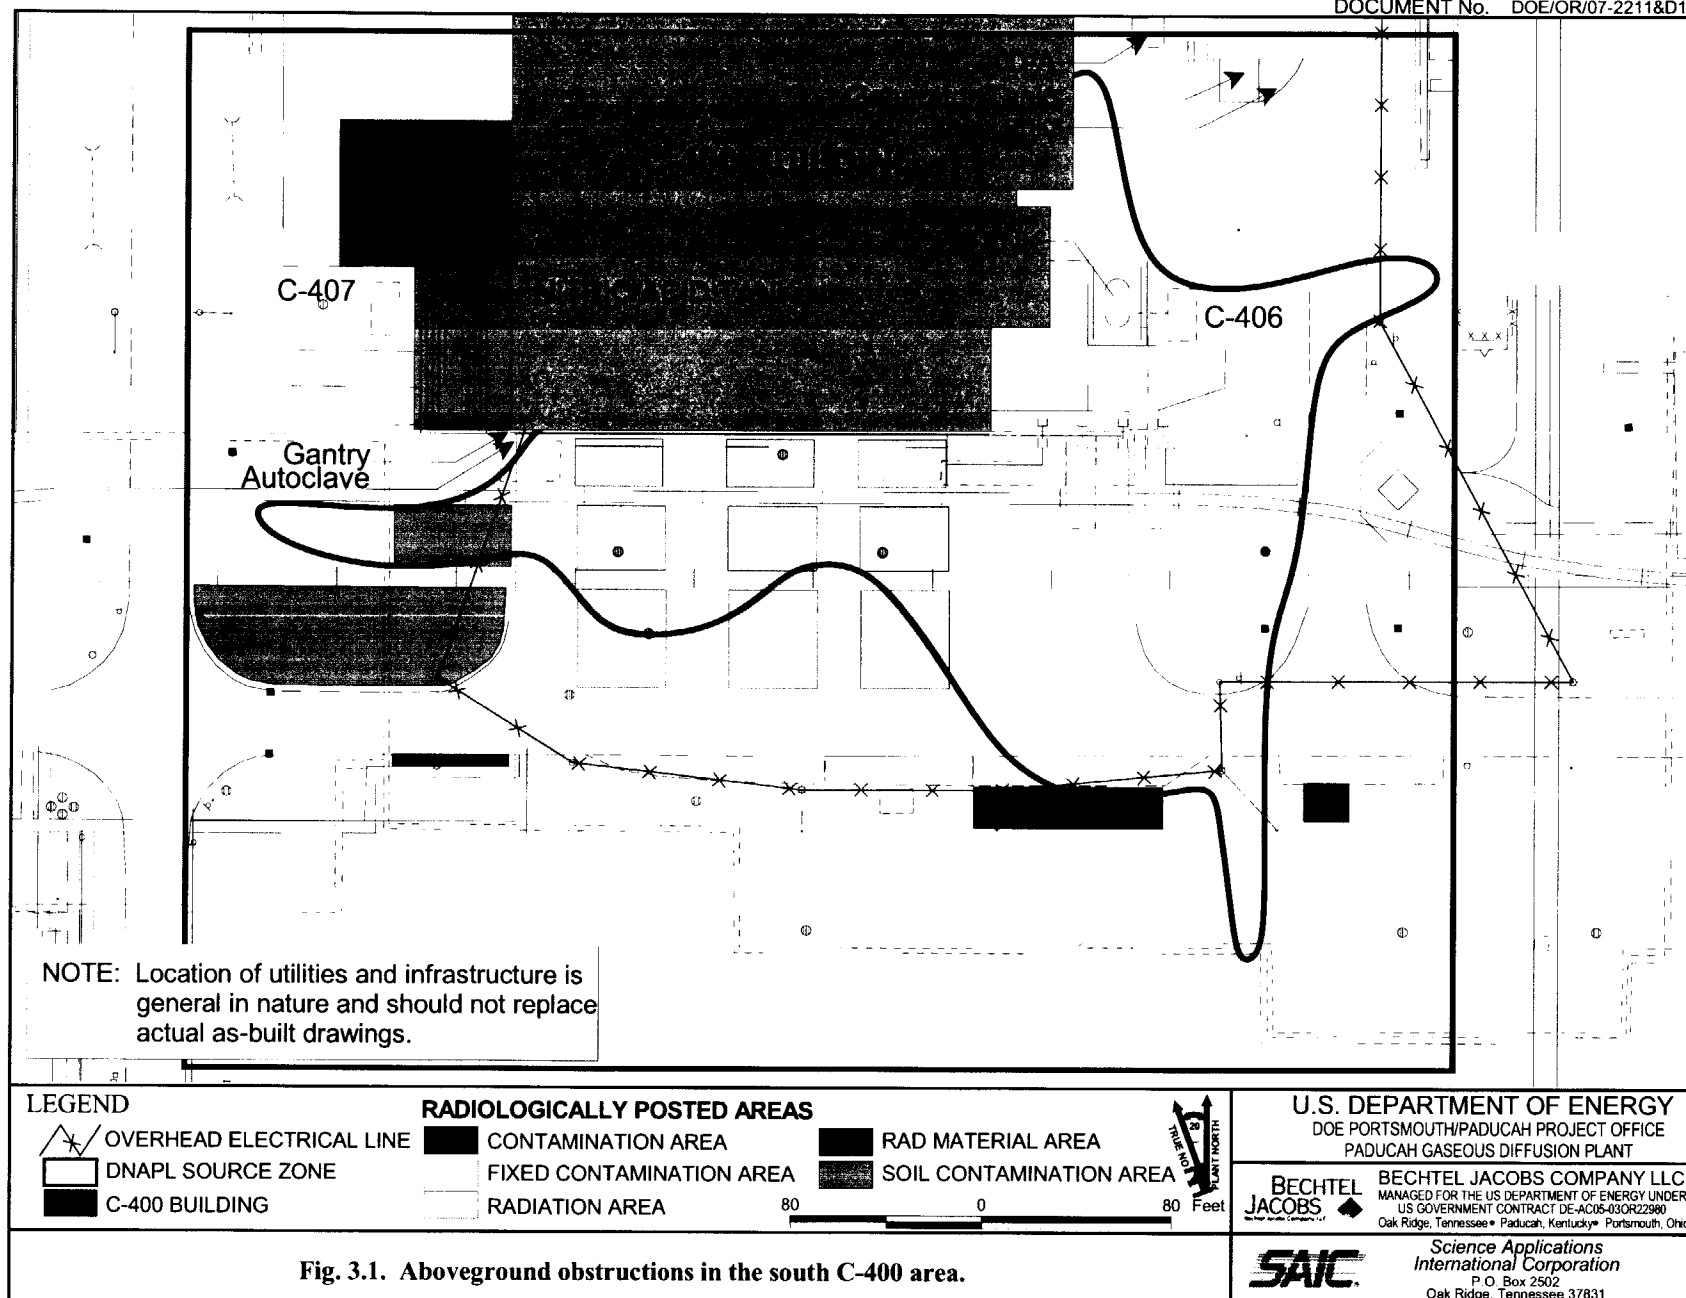 DOCUMENT No. DOE/OR/07-2211&D1
C-407
C-406
Gantry
Autoclave
NOTE: Location of utilities and infrastructure is
general in nature and should not replace
actual as-built drawings.
LEGEND
OVERHEAD ELECTRICAL LINE
DNAPL SOURCE ZONE
C-400 BUILDING
RADIOLOGICALLY POSTED AREAS
CONTAMINATION AREA
FIXED CONTAMINATION AREA
RADIATION AREA
RAD MATERIAL AREA
SOIL CONTAMINATION AREA
80 0 80 Feet
20
PLANT NORTH
U.S. DEPARTMENT OF ENERGY
DOE PORTSMOUTH/PADUCAH PROJECT OFFICE
PADUCAH GASEOUS DIFFUSION PLANT
BECHTEL
JACOBS
BECHTEL JACOBS COMPANY LLC
MANAGED FOR THE US DEPARTMENT OF ENERGY UNDER
US GOVERNMENT CONTRACT DE-AC05-03OR22980
Oak Ridge, Tennessee • Paducah, Kentucky • Portsmouth, Ohio
SAIC
Science Applications
International Corporation
P.O. Box 2502
Oak Ridge, Tennessee 37831
Fig. 3.1. Aboveground obstructions in the south C-400 area.